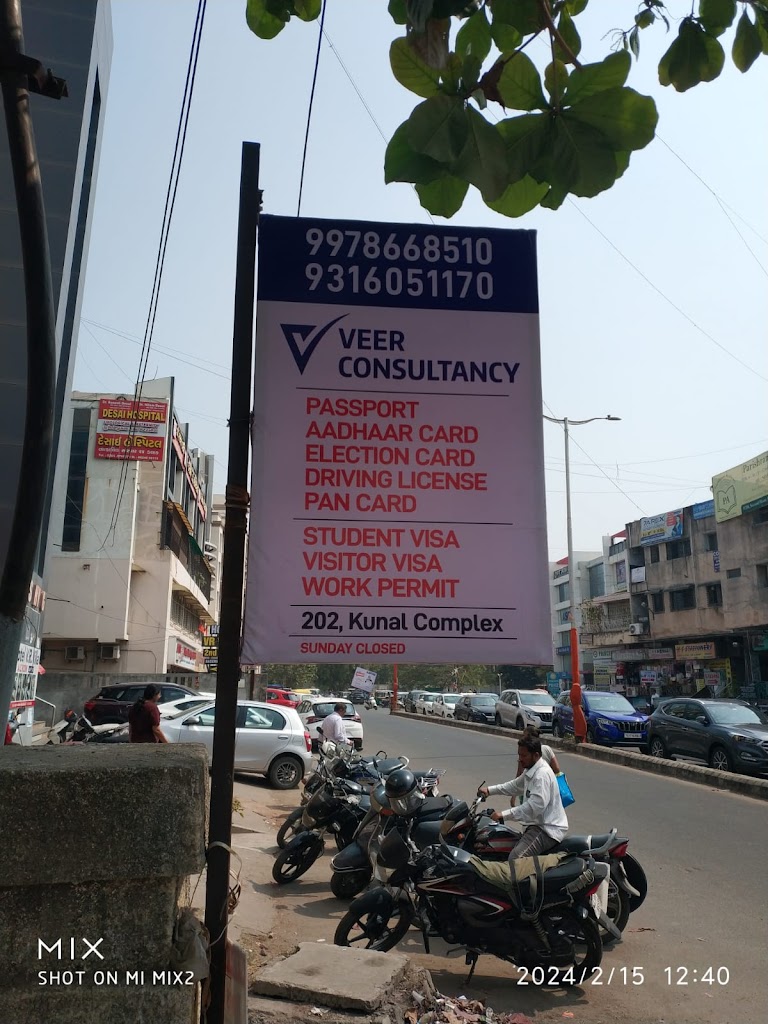 9978668510
9316051170
VEER
CONSULTANCY
PASSPORT
AADHAAR CARD
ELECTION CARD
DRIVING LICENSE
PAN CARD
STUDENT VISA
VISITOR VISA
WORK PERMIT
202, Kunal Complex
SUNDAY CLOSED
DESAI HOSPITAL
દેસાઈ હોસ્પિટલ
MIX
SHOT ON MI MIX2
2024/2/15 12:40